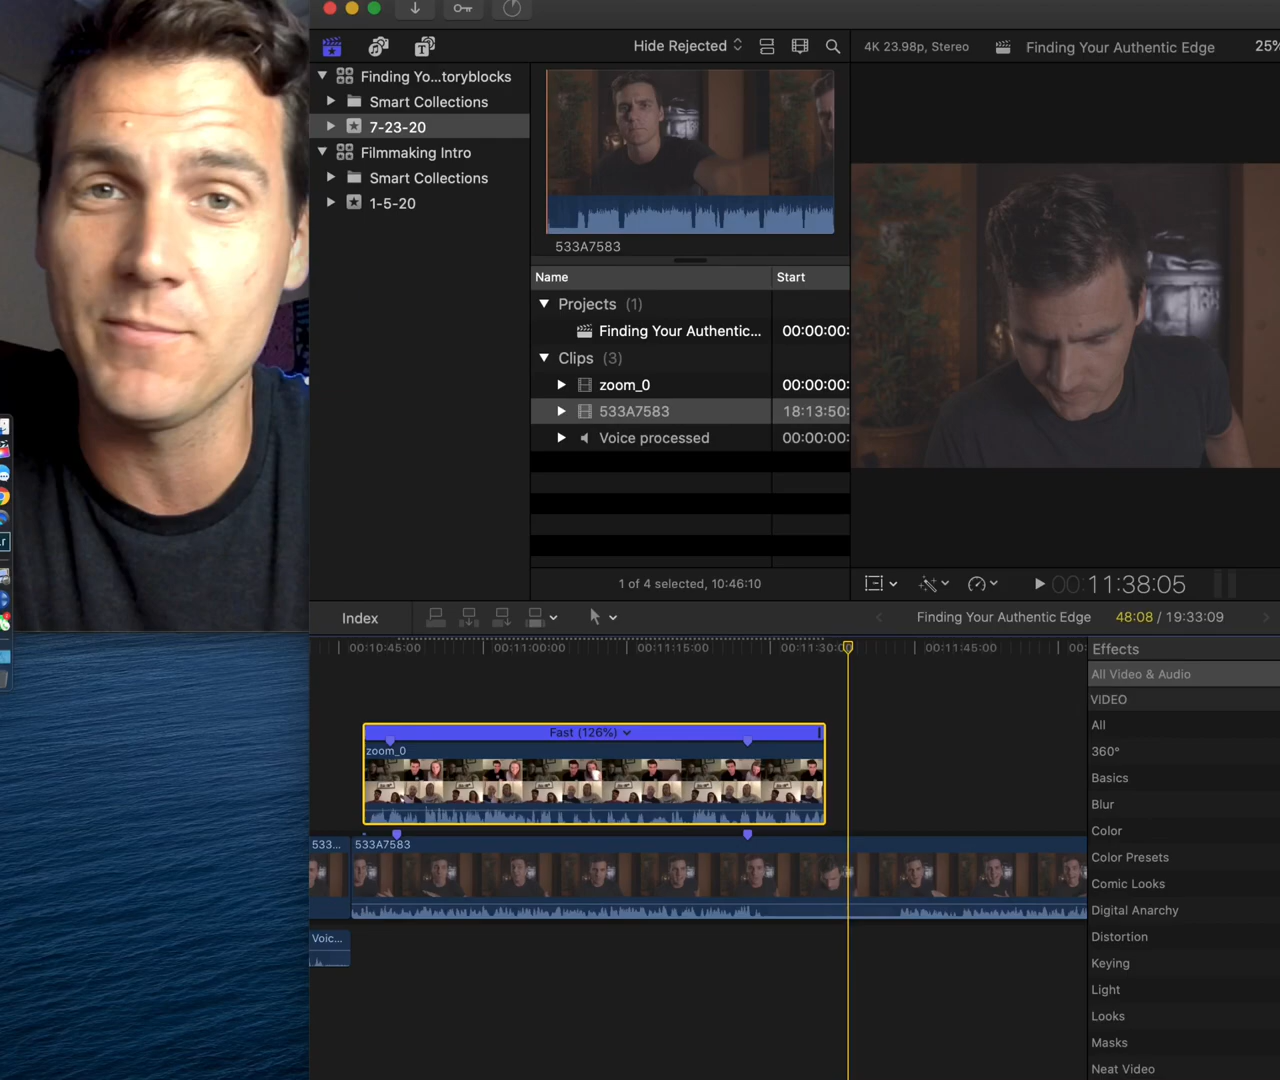 Hide Rejected
4K 23.98p, Stereo
Finding Your Authentic Edge
25%
Finding Yo...toryblocks
Smart Collections
7-23-20
Filmmaking Intro
Smart Collections
1-5-20
533A7583
Name
Start
Projects (1)
Finding Your Authentic...
00:00:00:
Clips (3)
zoom_0
00:00:00:
533A7583
18:13:50:
Voice processed
00:00:00:
1 of 4 selected, 10:46:10
00:11:38:05
Index
Finding Your Authentic Edge
48:08 / 19:33:09
00:10:45:00
00:11:00:00
00:11:15:00
00:11:30:00
00:11:45:00
00:
Effects
All Video & Audio
VIDEO
All
360°
Basics
Blur
Color
Color Presets
Comic Looks
Digital Anarchy
Distortion
Keying
Light
Looks
Masks
Neat Video
Fast (126%)
zoom_0
533...
533A7583
Voic...